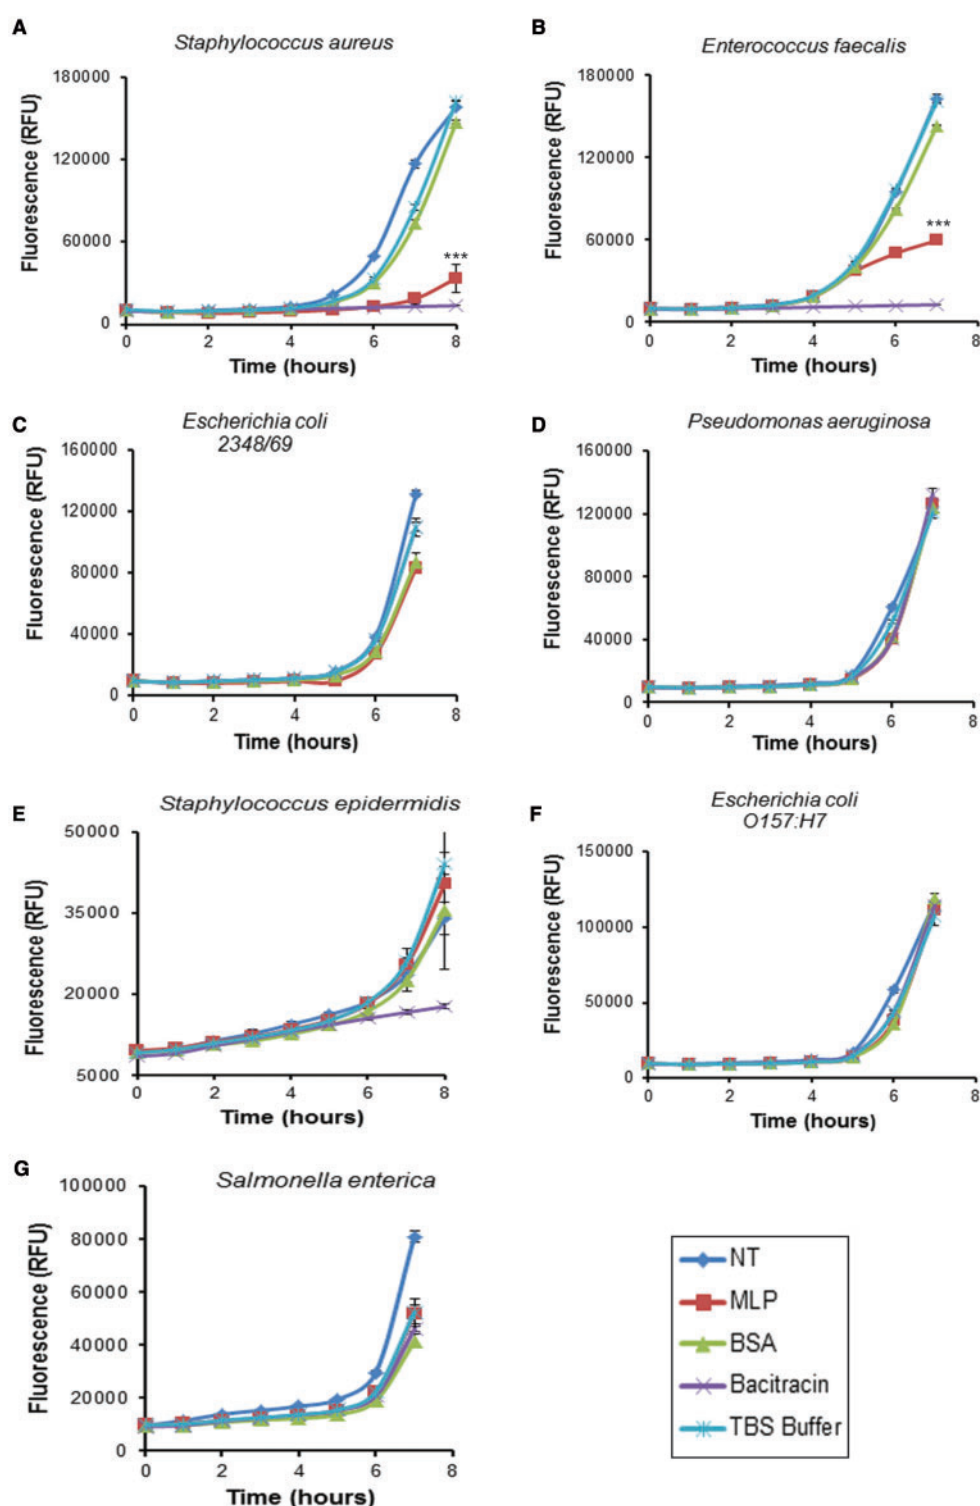 A
Staphylococcus aureus
Fluorescence (RFU)
180000
120000
60000
0
***
0 2 4 6 8
Time (hours)
B
Enterococcus faecalis
Fluorescence (RFU)
180000
120000
60000
0
***
0 2 4 6 8
Time (hours)
C
Escherichia coli
2348/69
Fluorescence (RFU)
160000
120000
80000
40000
0
0 2 4 6 8
Time (hours)
D
Pseudomonas aeruginosa
Fluorescence (RFU)
160000
120000
80000
40000
0
0 2 4 6 8
Time (hours)
E
Staphylococcus epidermidis
Fluorescence (RFU)
50000
35000
20000
5000
0 2 4 6 8
Time (hours)
F
Escherichia coli
O157:H7
Fluorescence (RFU)
150000
100000
50000
0
0 2 4 6 8
Time (hours)
G
Salmonella enterica
Fluorescence (RFU)
100000
80000
60000
40000
20000
0
0 2 4 6 8
Time (hours)
NT
MLP
BSA
Bacitracin
TBS Buffer